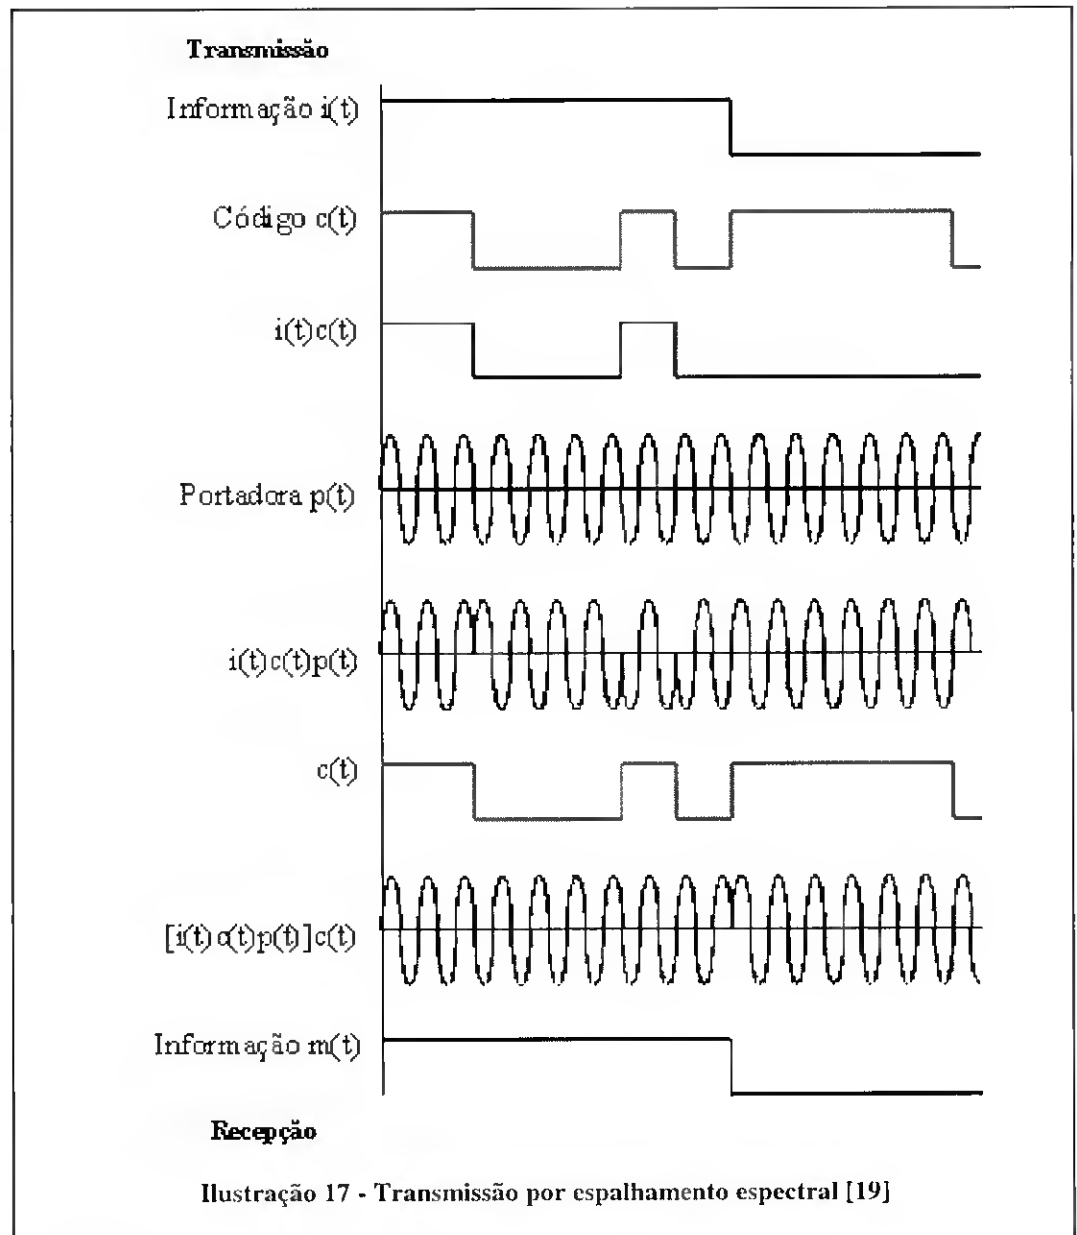 Transmissão
Informação i(t)
Código c(t)
i(t)c(t)
Portadora p(t)
i(t)c(t)p(t)
c(t)
[i(t)c(t)p(t)]c(t)
Informação m(t)
Recepção
Ilustração 17 - Transmissão por espalhamento espectral [19]